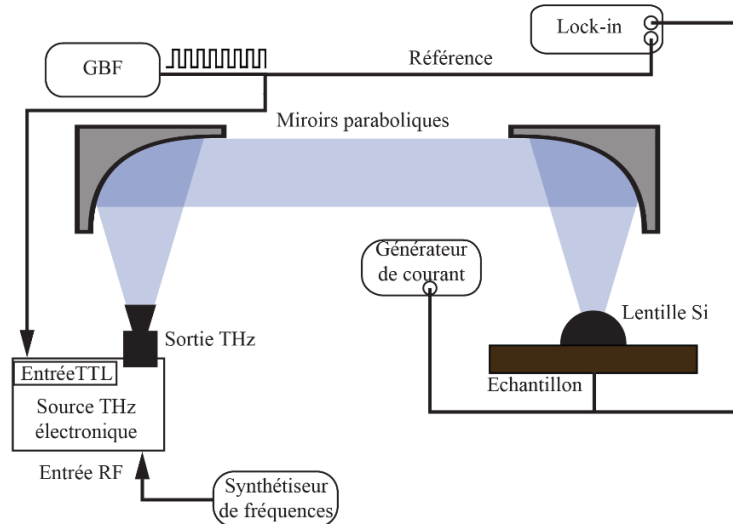 Lock-in
GBF
Référence
Miroirs paraboliques
Générateur
de courant
Lentille Si
Sortie THz
EntréeTTL
Echantillon
Source THz
électronique
Entrée RF
Synthétiseur
de fréquences